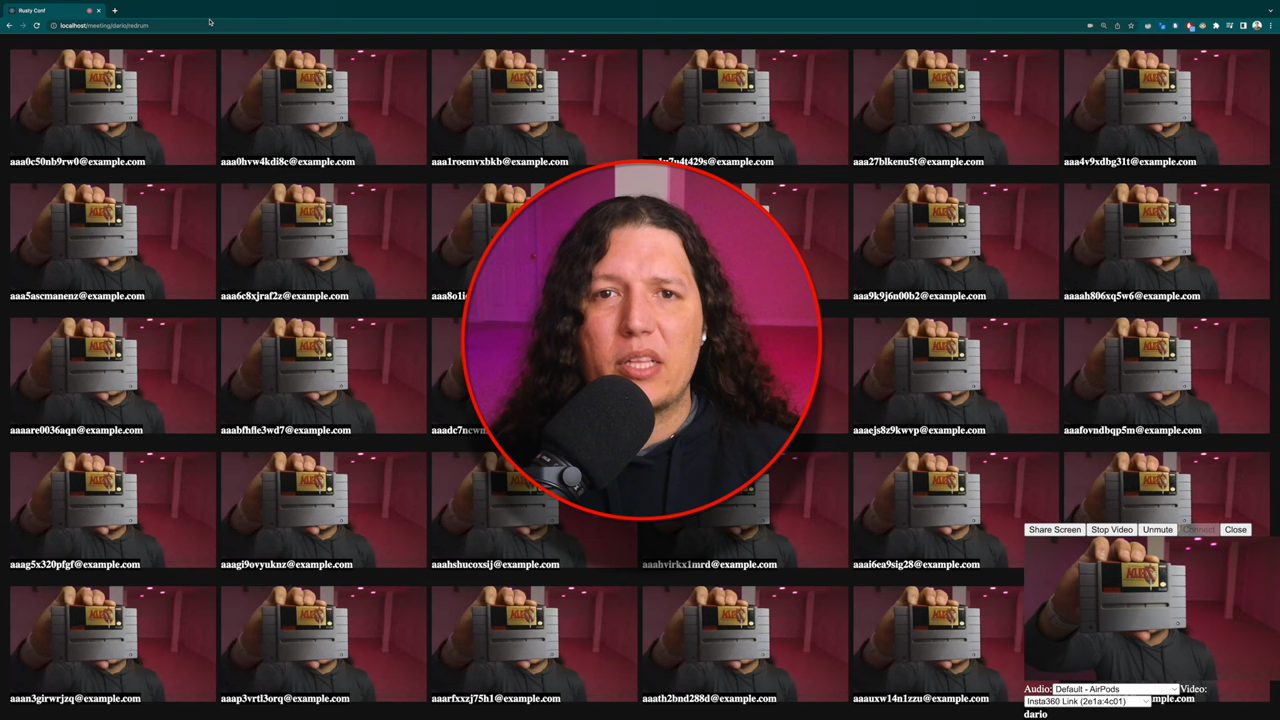 Rusty Conf
localhost/meeting/dario/redrum
aaa0c50nb9rw0@example.com
aaa0hvw4kdi8c@example.com
aaa1roemvxbkb@example.com
@example.com
aaa27blkenu5t@example.com
aaa4v9xdbg31t@example.com
aaa5ascmanenz@example.com
aaa6c8xjraf2z@example.com
aaa9k9j6n00b2@example.com
aaaah806xq5w6@example.com
aaaare0036aqn@example.com
aaabfhfle3wd7@example.com
aaaejs8z9kwvp@example.com
aaafovndbqp5m@example.com
aaag5x320pfgf@example.com
aaagl9ovyuknz@example.com
aaahshucoxsij@example.com
aaahvirkx1mrd@example.com
aaai6ea9sig28@example.com
Share Screen Stop Video Unmute Connect Close
aaan3girwrjzq@example.com
aaap3vrtl3orq@example.com
aaarfxxzj75h1@example.com
aaath2bnd288d@example.com
aaauxw14n1zzu@example.com
Audio: Default - AirPods Video:
Insta360 Link (2e1a:4c01)
dario